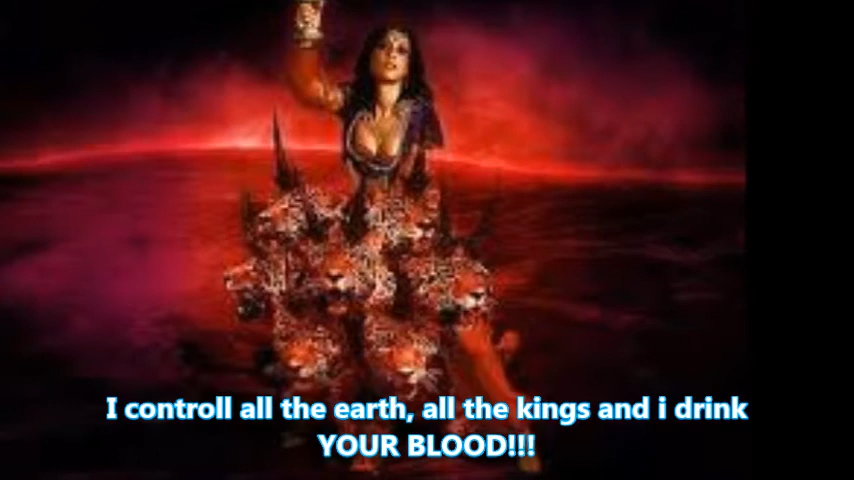 I controll all the earth, all the kings and i drink
YOUR BLOOD!!!